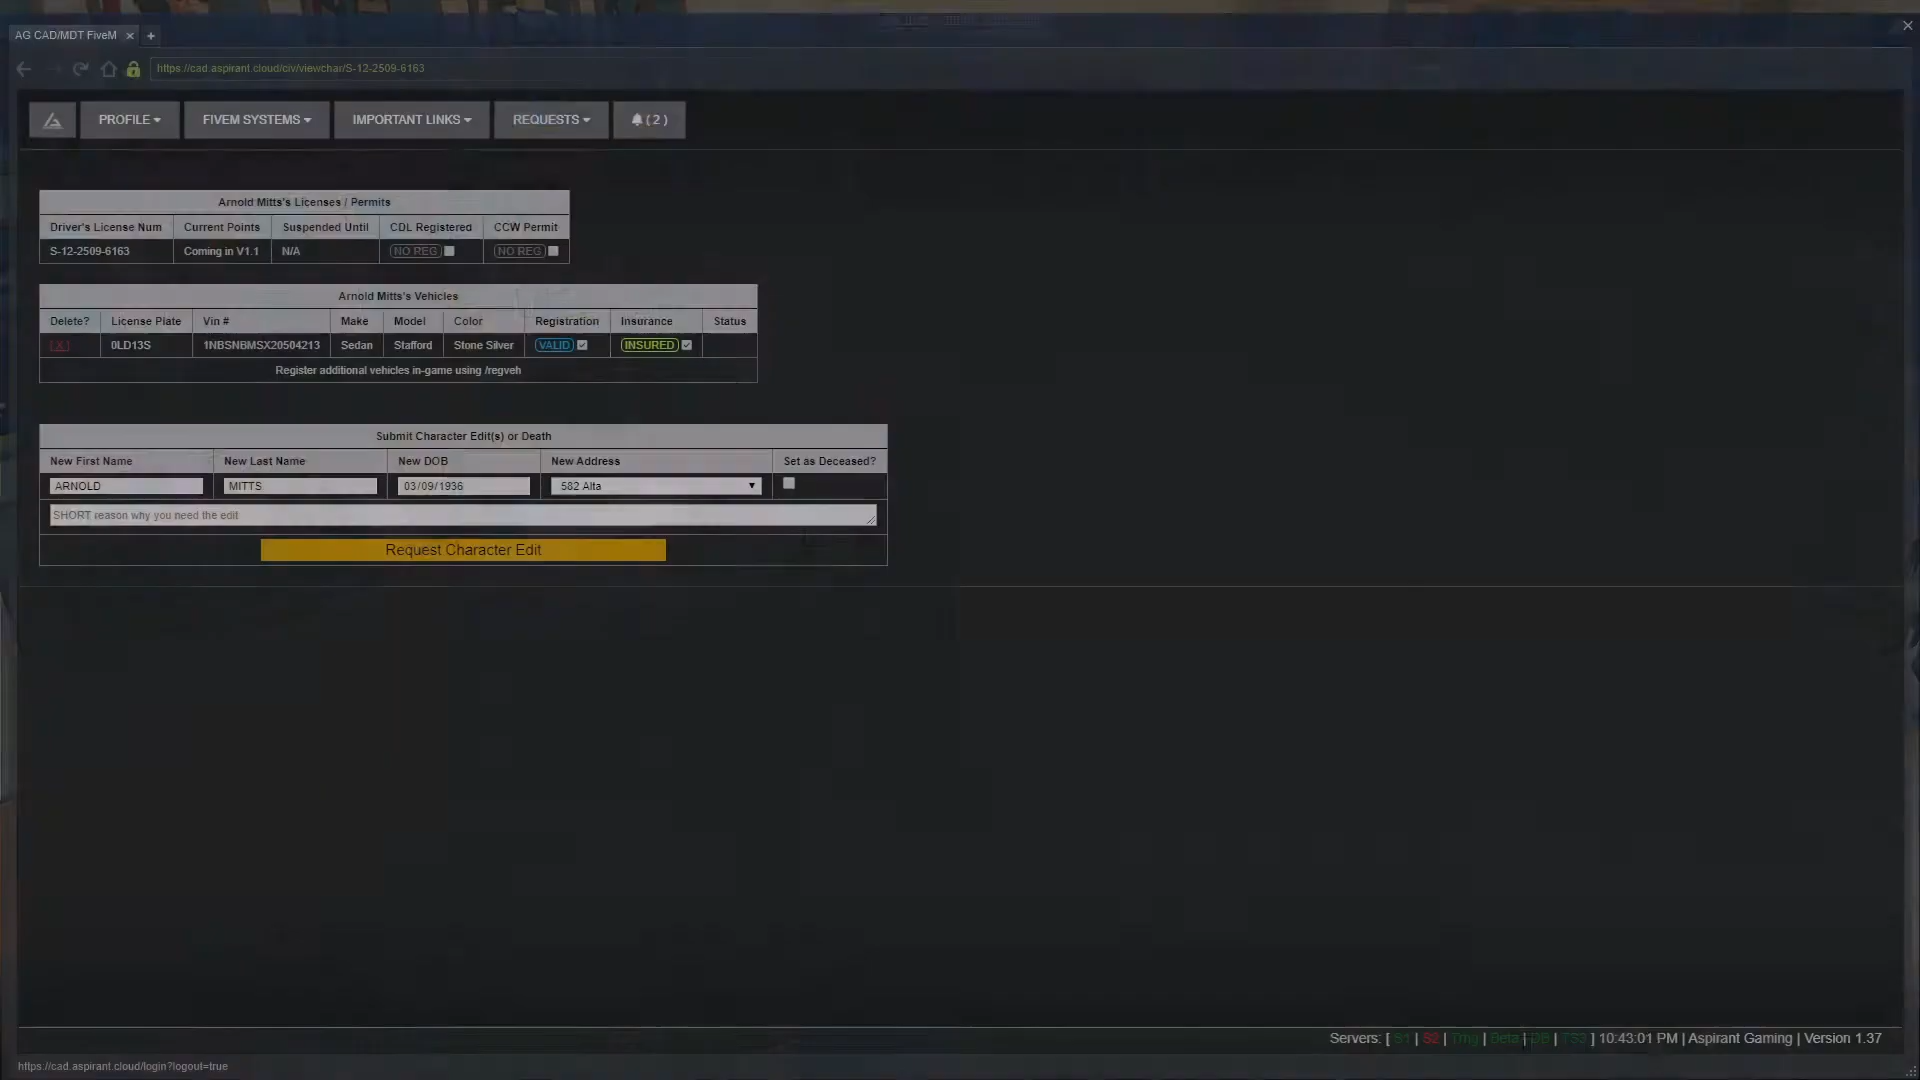 AG CAD/MDT FiveM × +
https://cad.aspirant.cloud/civ/viewchar/S-12-2509-6163
PROFILE FIVEM SYSTEMS IMPORTANT LINKS REQUESTS ( 2 )
Arnold Mitts's Licenses / Permits
Driver's License Num Current Points Suspended Until CDL Registered CCW Permit
S-12-2509-6163 Coming in V1.1 N/A NO REG NO REG
Arnold Mitts's Vehicles
Delete? License Plate Vin # Make Model Color Registration Insurance Status
[ X ] 0LD13S 1NBSNBMSX20504213 Sedan Stafford Stone Silver VALID INSURED
Register additional vehicles in-game using /regveh
Submit Character Edit(s) or Death
New First Name New Last Name New DOB New Address Set as Deceased?
ARNOLD MITTS 03/09/1936 582 Alta
SHORT reason why you need the edit
Request Character Edit
Servers: [ S1 | S2 | Trng | Beta | DB | TS3 ] 10:43:01 PM | Aspirant Gaming | Version 1.37
https://cad.aspirant.cloud/login?logout=true